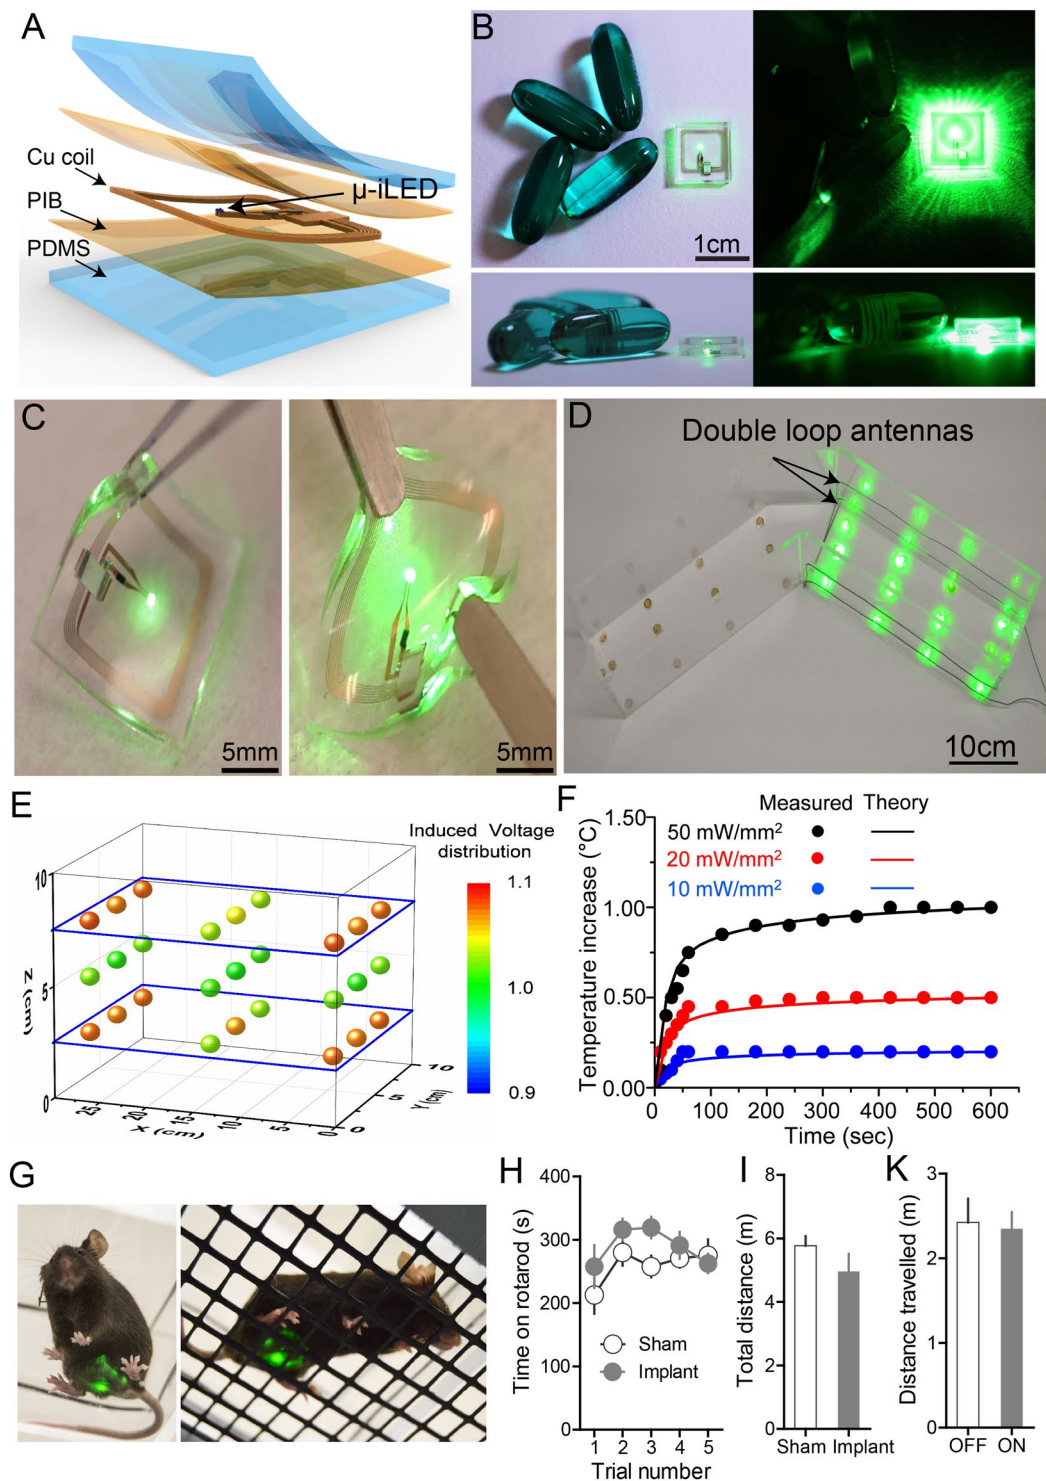 A
Cu coil
PIB
PDMS
μ-iLED
B
1cm
C
5mm
5mm
D
Double loop antennas
10cm
E
Induced Voltage
distribution
1.1
1.0
0.9
10
5
0
Z (cm)
25
20
15
10
5
0
X (cm)
0
5
10
Y (cm)
F
Measured Theory
50 mW/mm²
20 mW/mm²
10 mW/mm²
1.50
1.00
0.50
0.00
Temperature increase (°C)
0 100 200 300 400 500 600
Time (sec)
G
H
400
300
200
100
0
Time on rotarod (s)
Sham
Implant
1 2 3 4 5
Trial number
I
8
6
4
2
0
Total distance (m)
Sham Implant
K
3
2
1
0
Distance travelled (m)
OFF ON